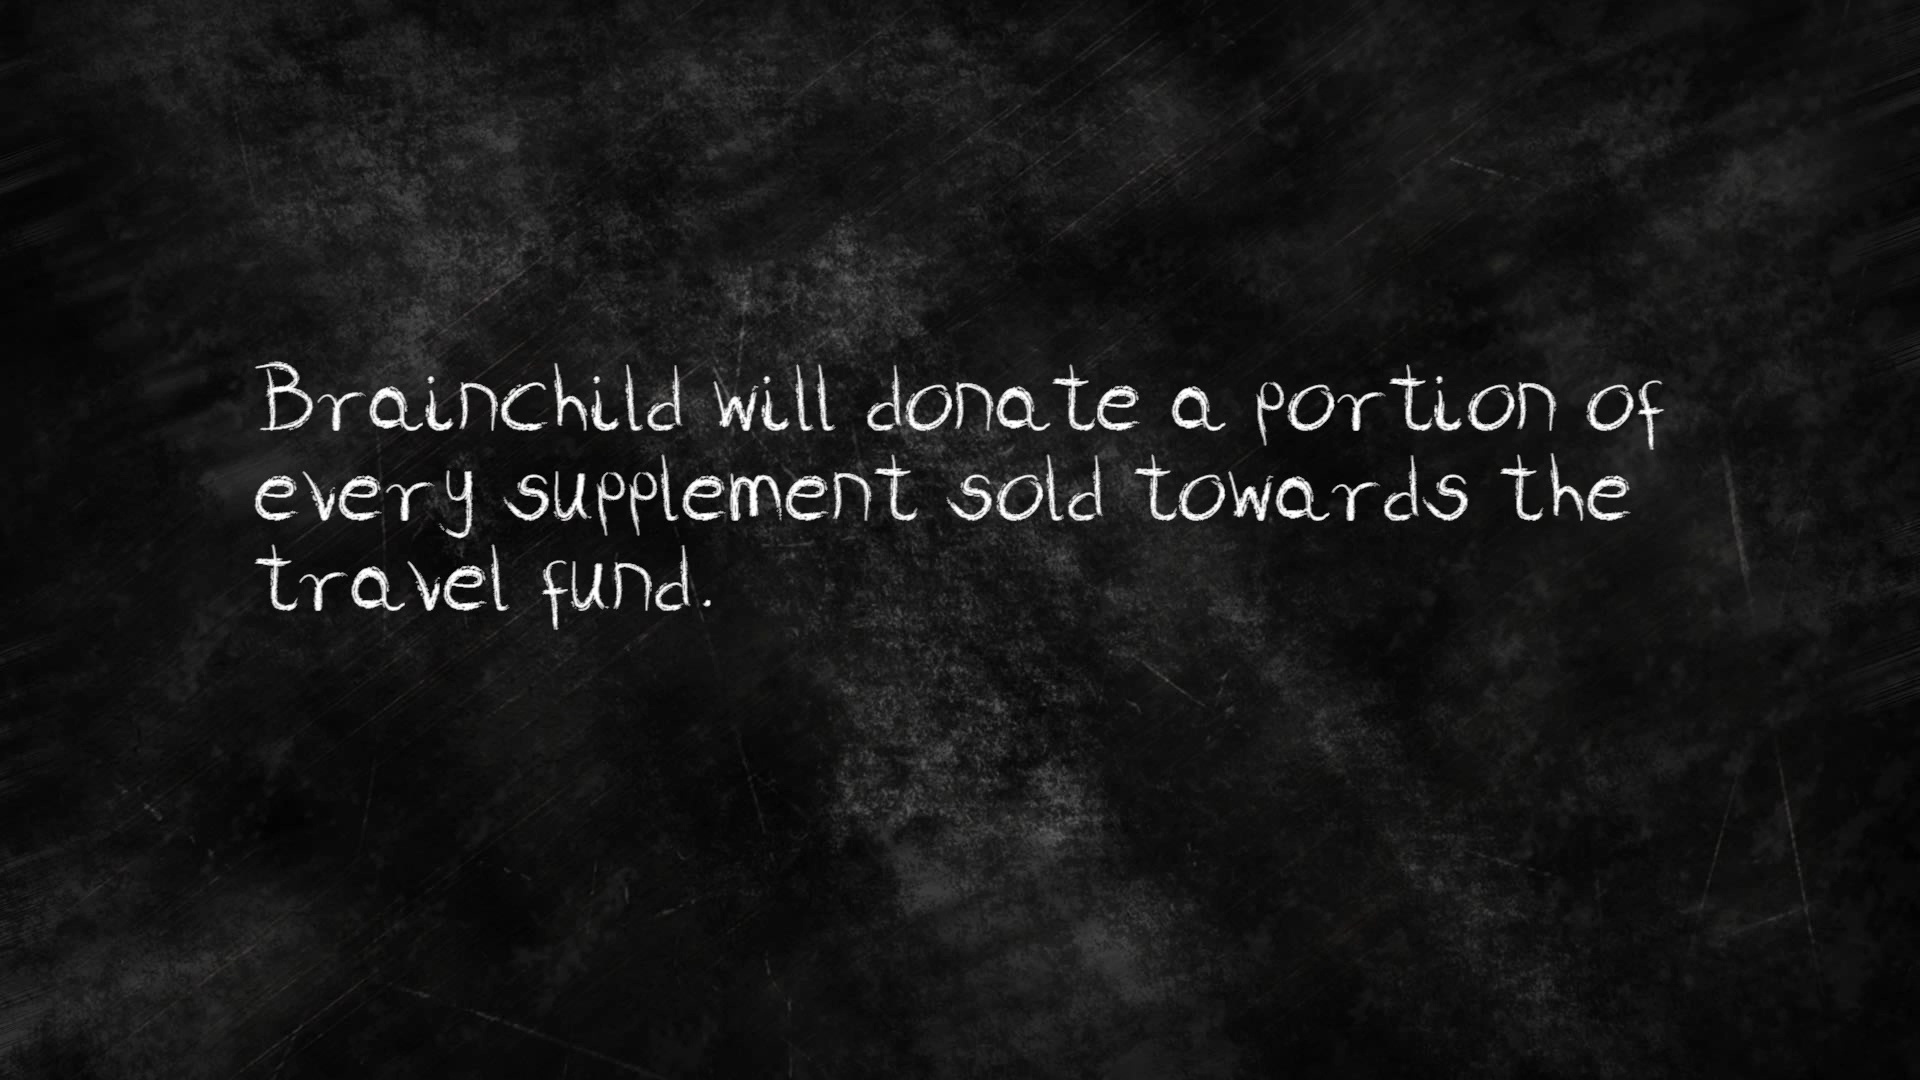 Brainchild will donate a portion of
every supplement sold towards the
travel fund.